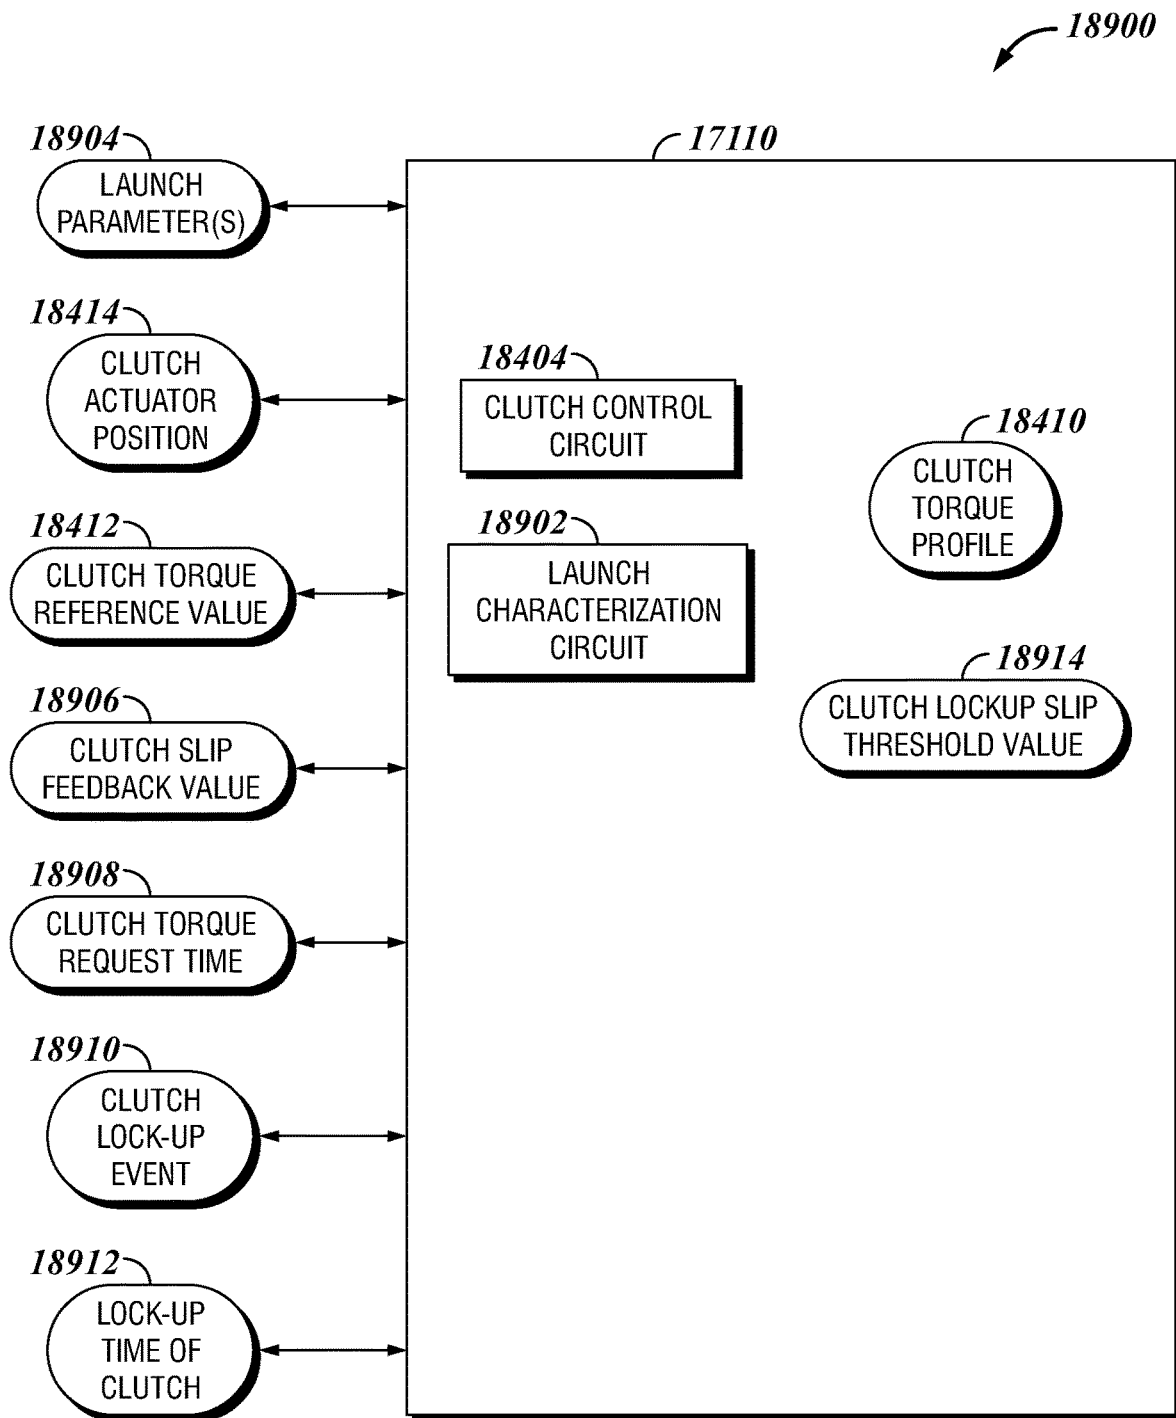 18900
18904
17110
LAUNCH
PARAMETER(S)
18414
CLUTCH
ACTUATOR
POSITION
18404
CLUTCH CONTROL
CIRCUIT
18410
CLUTCH
TORQUE
PROFILE
18412
CLUTCH TORQUE
REFERENCE VALUE
18902
LAUNCH
CHARACTERIZATION
CIRCUIT
18914
CLUTCH LOCKUP SLIP
THRESHOLD VALUE
18906
CLUTCH SLIP
FEEDBACK VALUE
18908
CLUTCH TORQUE
REQUEST TIME
18910
CLUTCH
LOCK-UP
EVENT
18912
LOCK-UP
TIME OF
CLUTCH